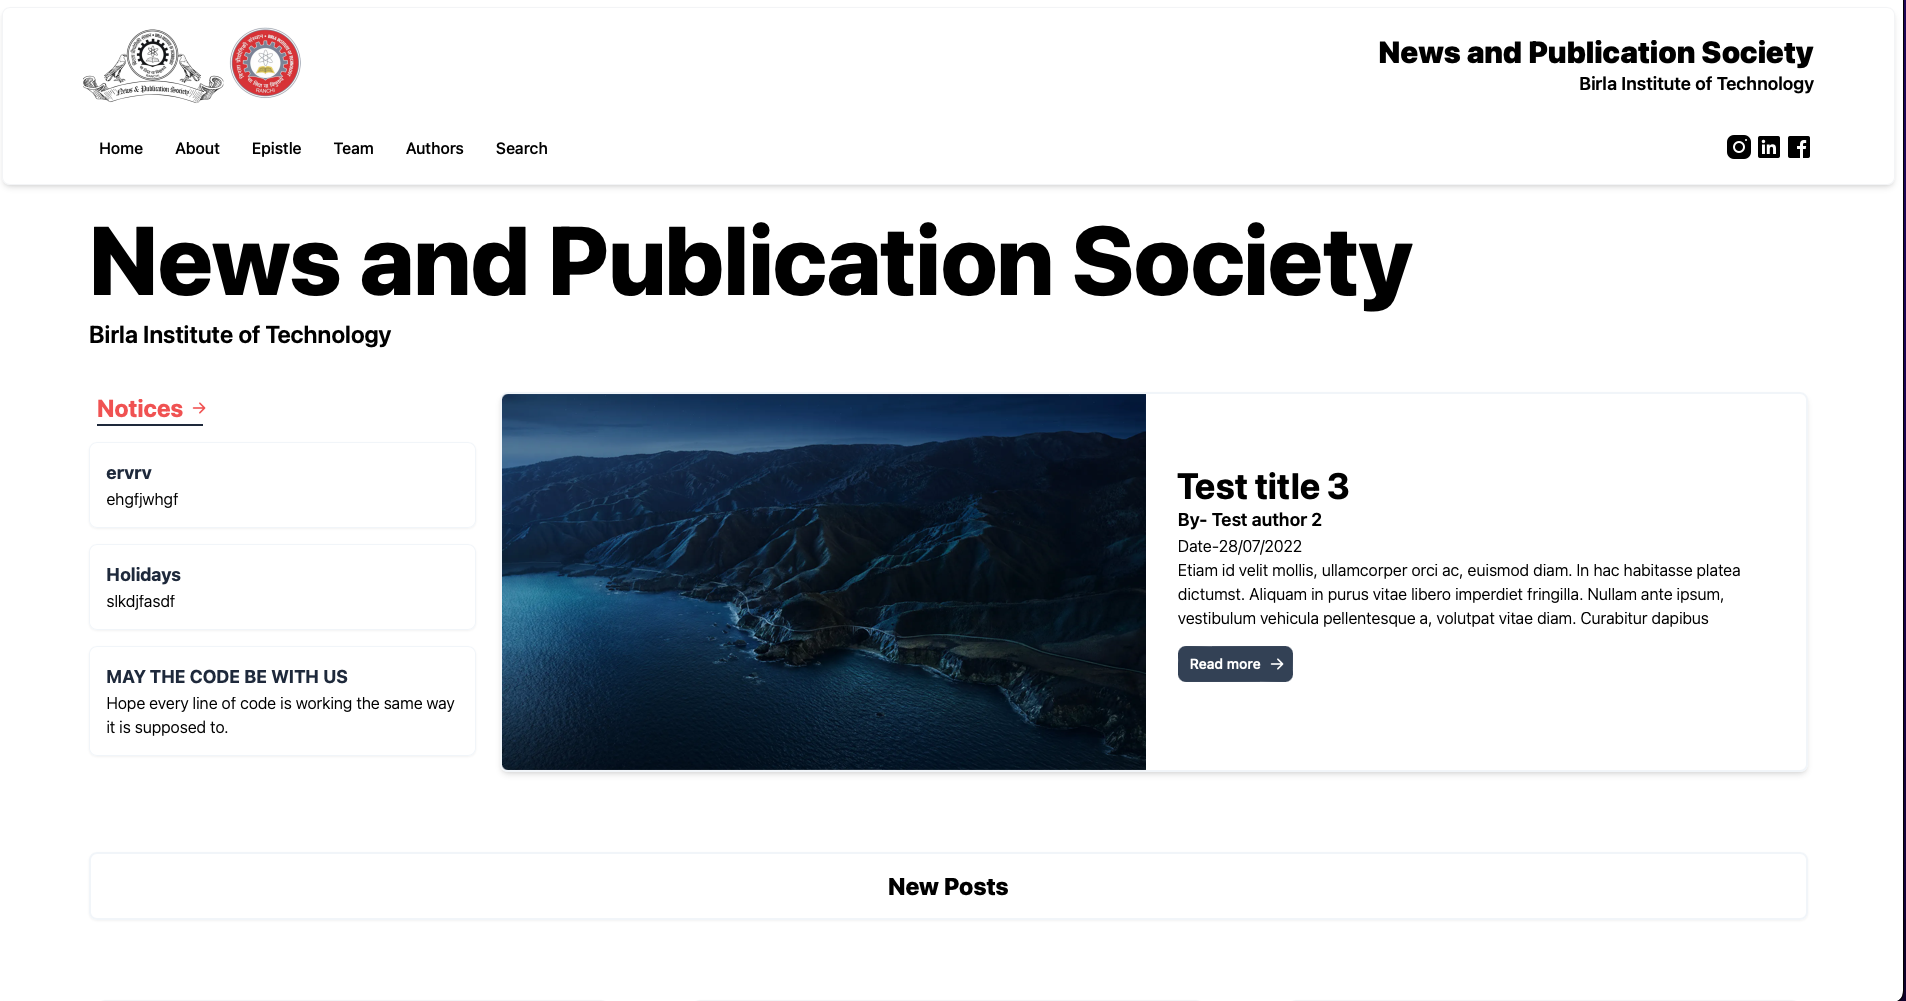 News & Publication Society
RANCHI
News and Publication Society
Birla Institute of Technology
Home About Epistle Team Authors Search
News and Publication Society
Birla Institute of Technology
Notices →
ervrv
ehgfjwhgf
Holidays
slkdjfasdf
MAY THE CODE BE WITH US
Hope every line of code is working the same way
it is supposed to.
Test title 3
By- Test author 2
Date-28/07/2022
Etiam id velit mollis, ullamcorper orci ac, euismod diam. In hac habitasse platea
dictumst. Aliquam in purus vitae libero imperdiet fringilla. Nullam ante ipsum,
vestibulum vehicula pellentesque a, volutpat vitae diam. Curabitur dapibus
Read more →
New Posts